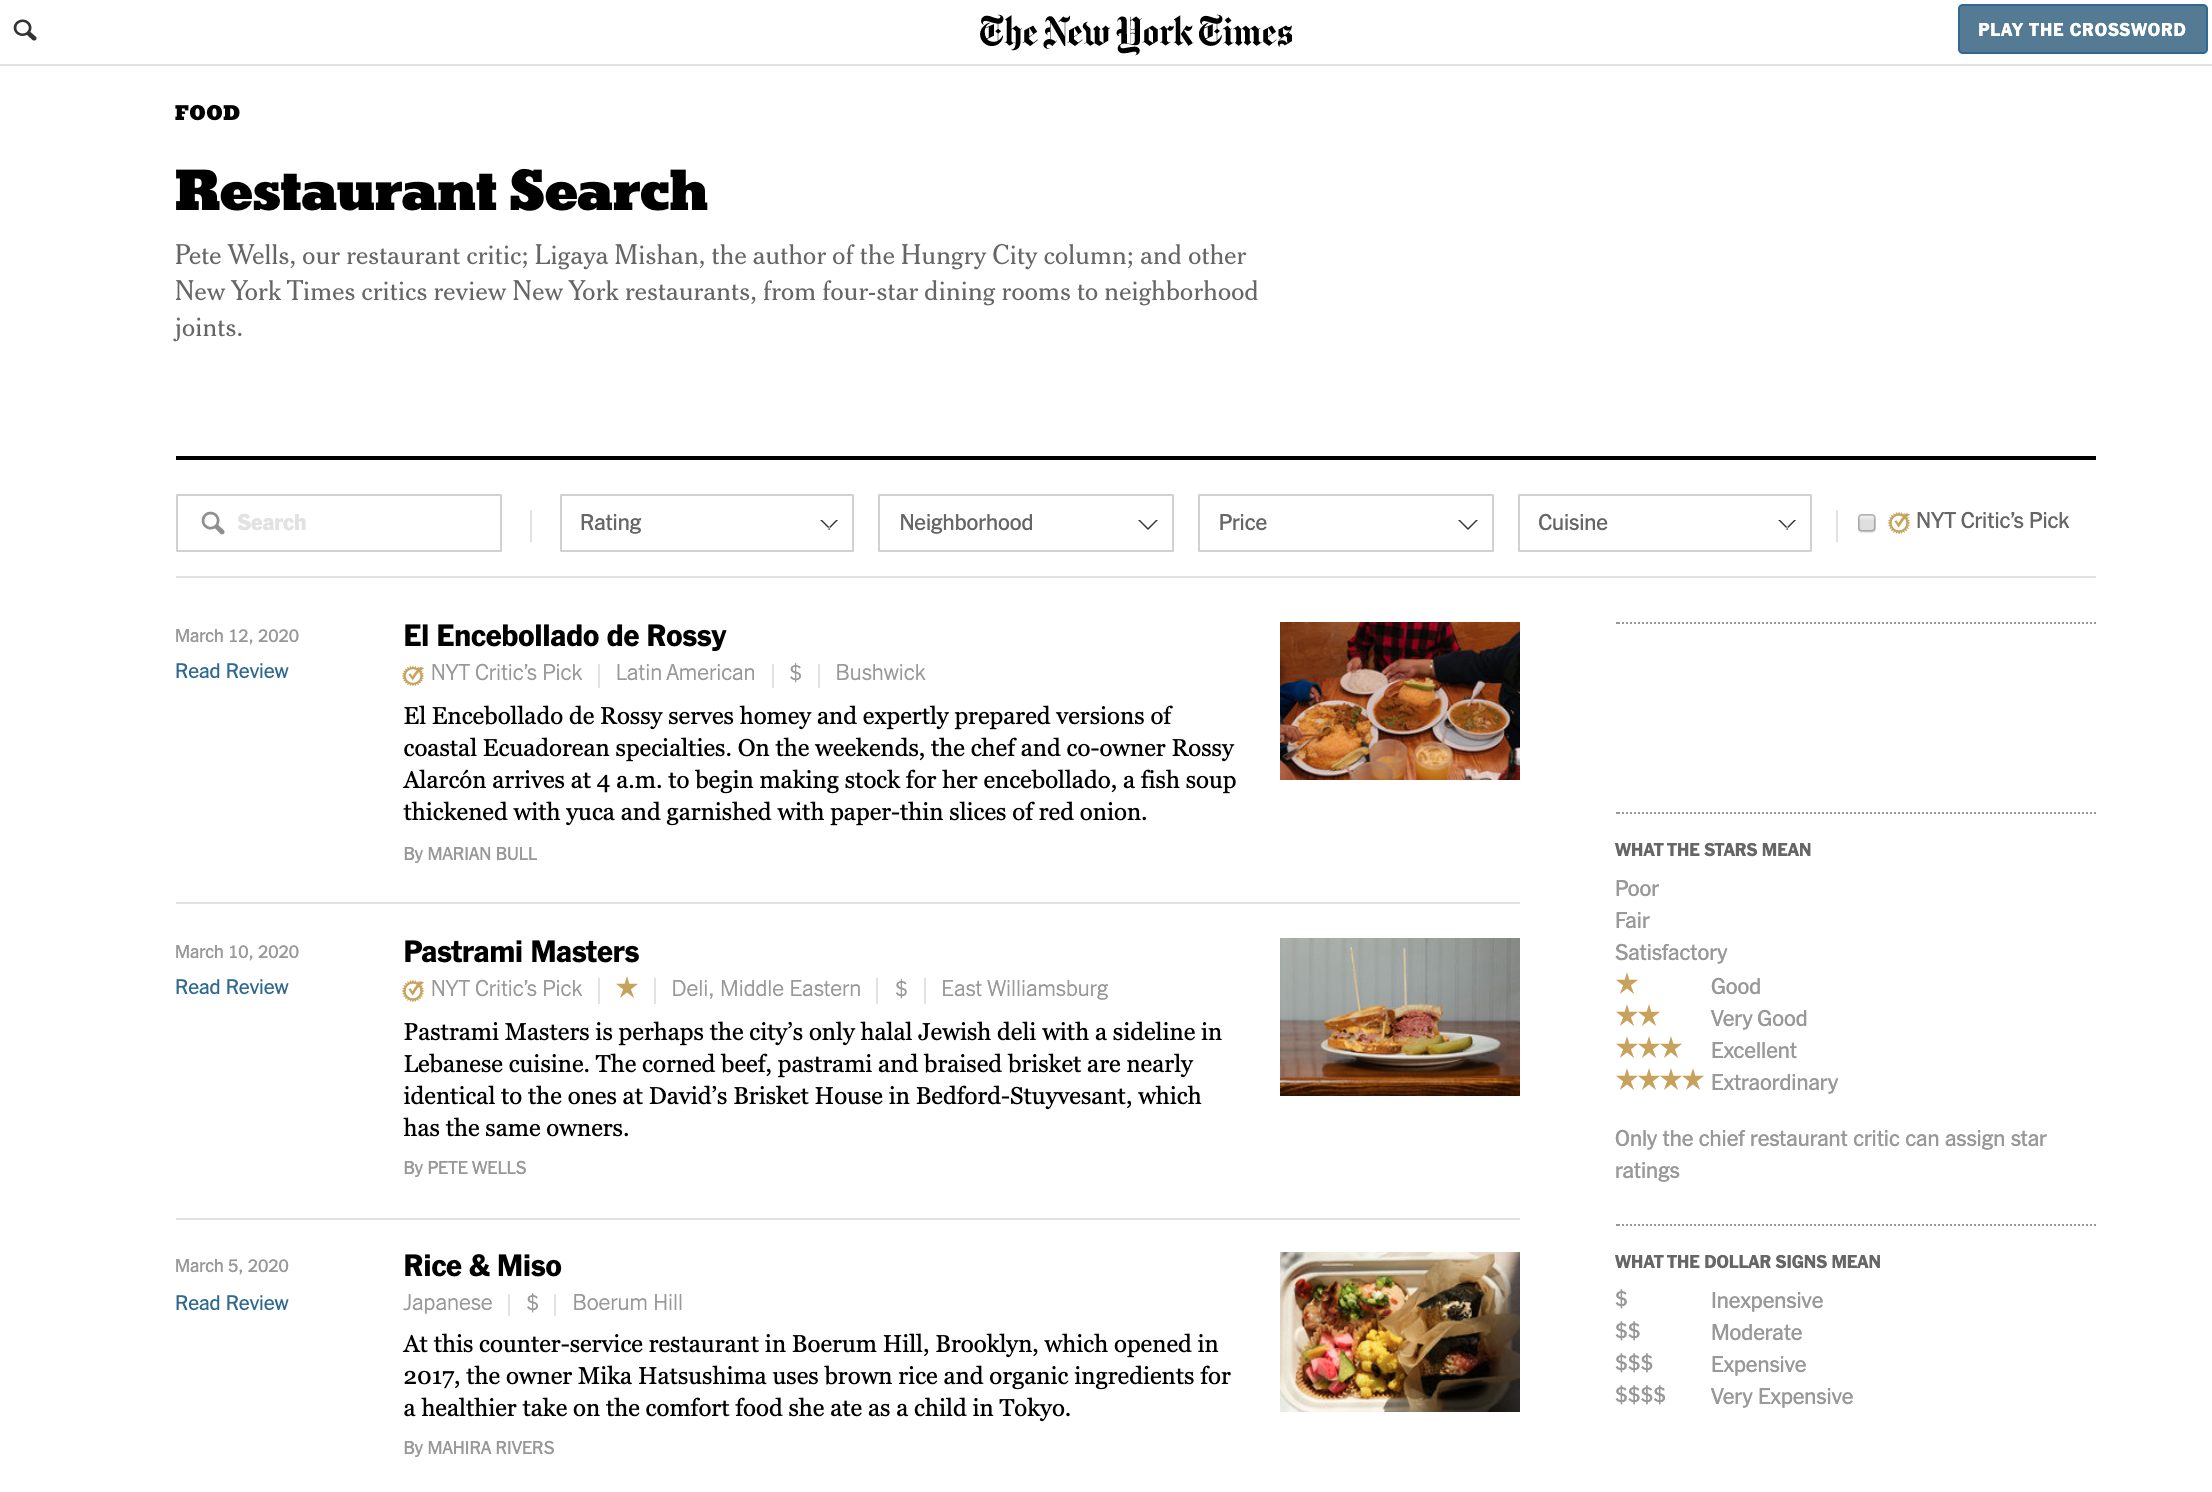 The New York Times
PLAY THE CROSSWORD
FOOD
Restaurant Search
Pete Wells, our restaurant critic; Ligaya Mishan, the author of the Hungry City column; and other
New York Times critics review New York restaurants, from four-star dining rooms to neighborhood
joints.
Search
Rating
Neighborhood
Price
Cuisine
NYT Critic's Pick
March 12, 2020
Read Review
El Encebollado de Rossy
NYT Critic's Pick | Latin American | $ | Bushwick
El Encebollado de Rossy serves homey and expertly prepared versions of
coastal Ecuadorean specialties. On the weekends, the chef and co-owner Rossy
Alarcón arrives at 4 a.m. to begin making stock for her encebollado, a fish soup
thickened with yuca and garnished with paper-thin slices of red onion.
By MARIAN BULL
March 10, 2020
Read Review
Pastrami Masters
NYT Critic's Pick | ★ | Deli, Middle Eastern | $ | East Williamsburg
Pastrami Masters is perhaps the city's only halal Jewish deli with a sideline in
Lebanese cuisine. The corned beef, pastrami and braised brisket are nearly
identical to the ones at David's Brisket House in Bedford-Stuyvesant, which
has the same owners.
By PETE WELLS
March 5, 2020
Read Review
Rice & Miso
Japanese | $ | Boerum Hill
At this counter-service restaurant in Boerum Hill, Brooklyn, which opened in
2017, the owner Mika Hatsushima uses brown rice and organic ingredients for
a healthier take on the comfort food she ate as a child in Tokyo.
By MAHIRA RIVERS
WHAT THE STARS MEAN
Poor
Fair
Satisfactory
★ Good
★★ Very Good
★★★ Excellent
★★★★ Extraordinary
Only the chief restaurant critic can assign star
ratings
WHAT THE DOLLAR SIGNS MEAN
$ Inexpensive
$$ Moderate
$$$ Expensive
$$$$ Very Expensive